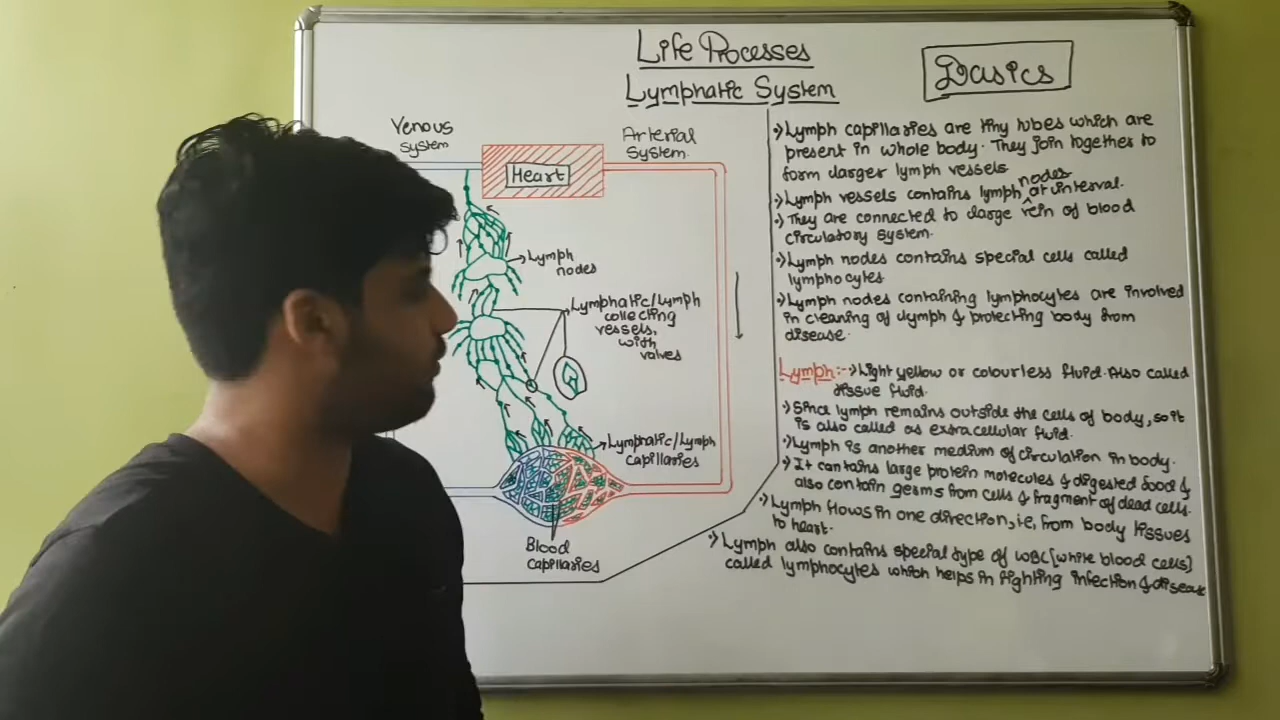 Life Processes
Lymphatic System
Basics
Venous
System
Heart
Arterial
System.
Lymph
nodes
Lymphatic/Lymph
collecting
vessels,
with
valves
Lymphatic/Lymph
capillaries
Blood
Capillaries
Lymph capillaries are tiny tubes which are
present in whole body. They join together to
form larger lymph vessels
Lymph vessels contains lymph nodes at interval.
They are connected to large vein of blood
circulatory system.
Lymph nodes contains special cells called
lymphocytes
Lymph nodes containing lymphocytes are involved
in cleaning of lymph & protecting body from
disease.
Lymph:- Light yellow or colourless fluid. Also called
tissue fluid.
Since lymph remains outside the cells of body, so it
is also called as extracellular fluid.
Lymph is another medium of circulation in body.
It contains large protein molecules & digested food &
also contain germs from cells & fragment of dead cells.
Lymph flows in one direction, i.e, from body tissues
to heart.
Lymph also contains special type of WBC [white blood cells]
called lymphocytes which helps in fighting infection & disease